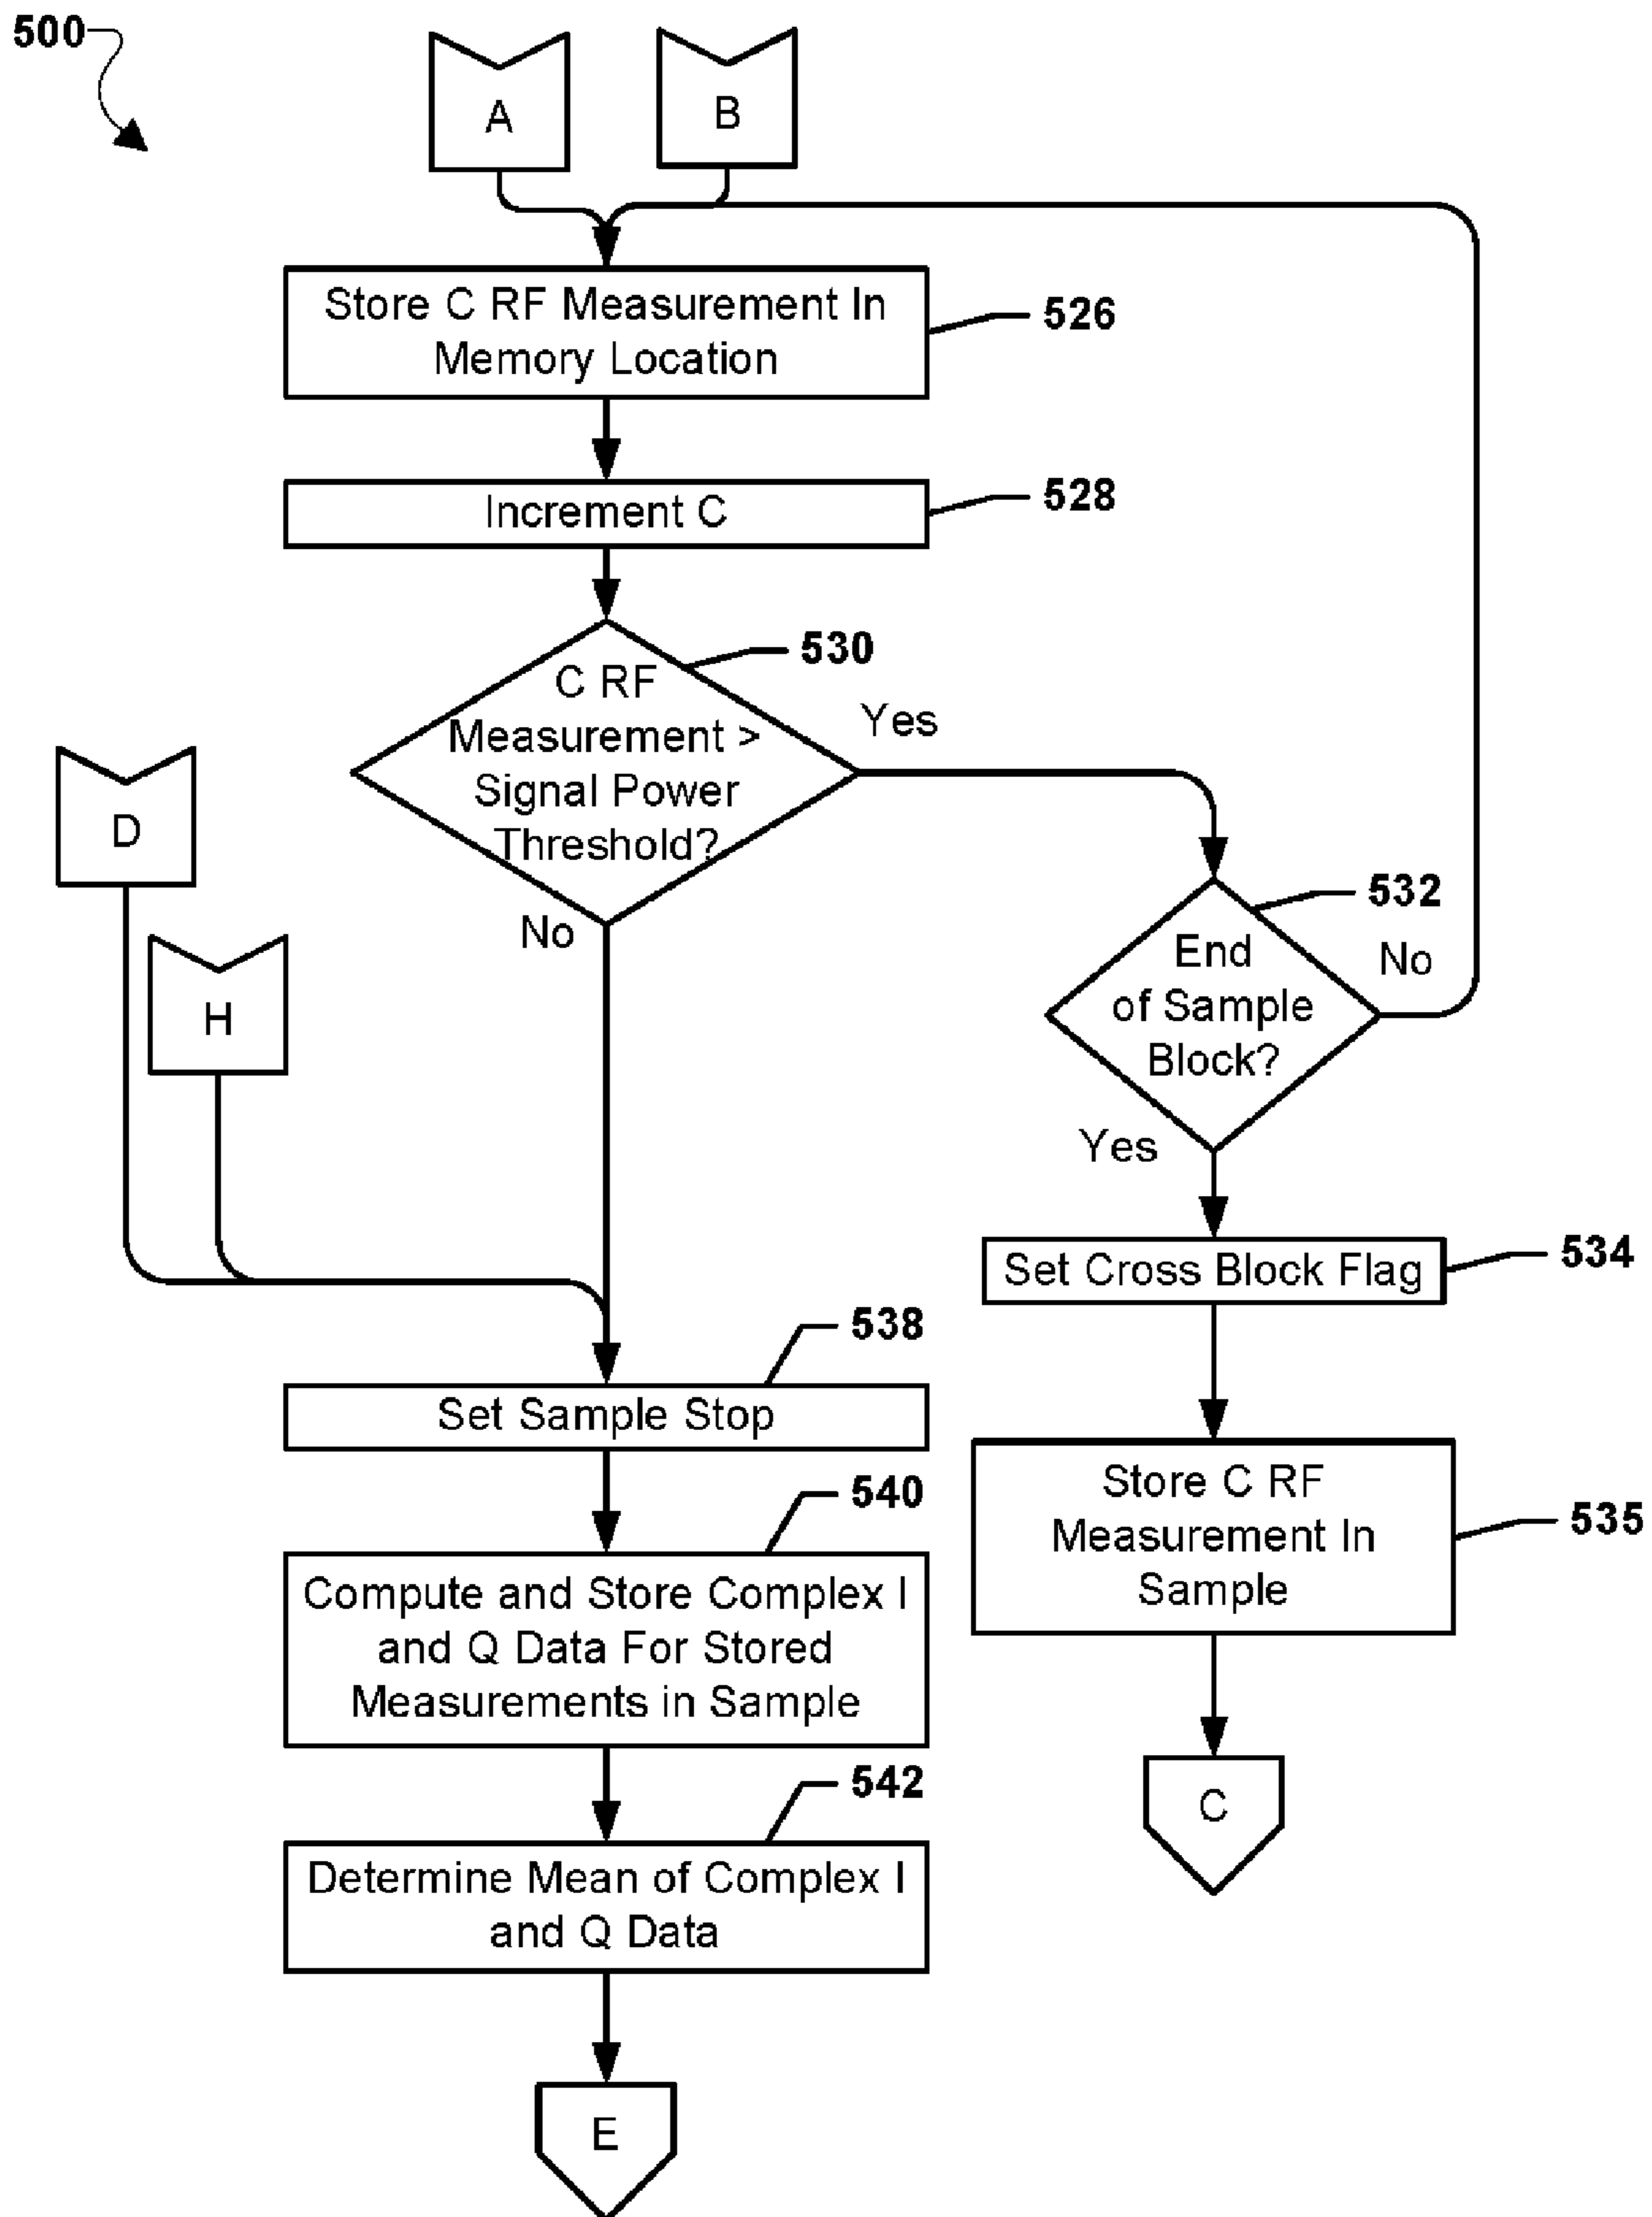 500
A
B
Store C RF Measurement In
Memory Location
526
Increment C
528
530
C RF
Measurement >
Signal Power
Threshold?
Yes
No
D
H
532
End
of Sample
Block?
No
Yes
Set Cross Block Flag
534
538
Set Sample Stop
Store C RF
Measurement In
Sample
535
540
Compute and Store Complex I
and Q Data For Stored
Measurements in Sample
C
542
Determine Mean of Complex I
and Q Data
E